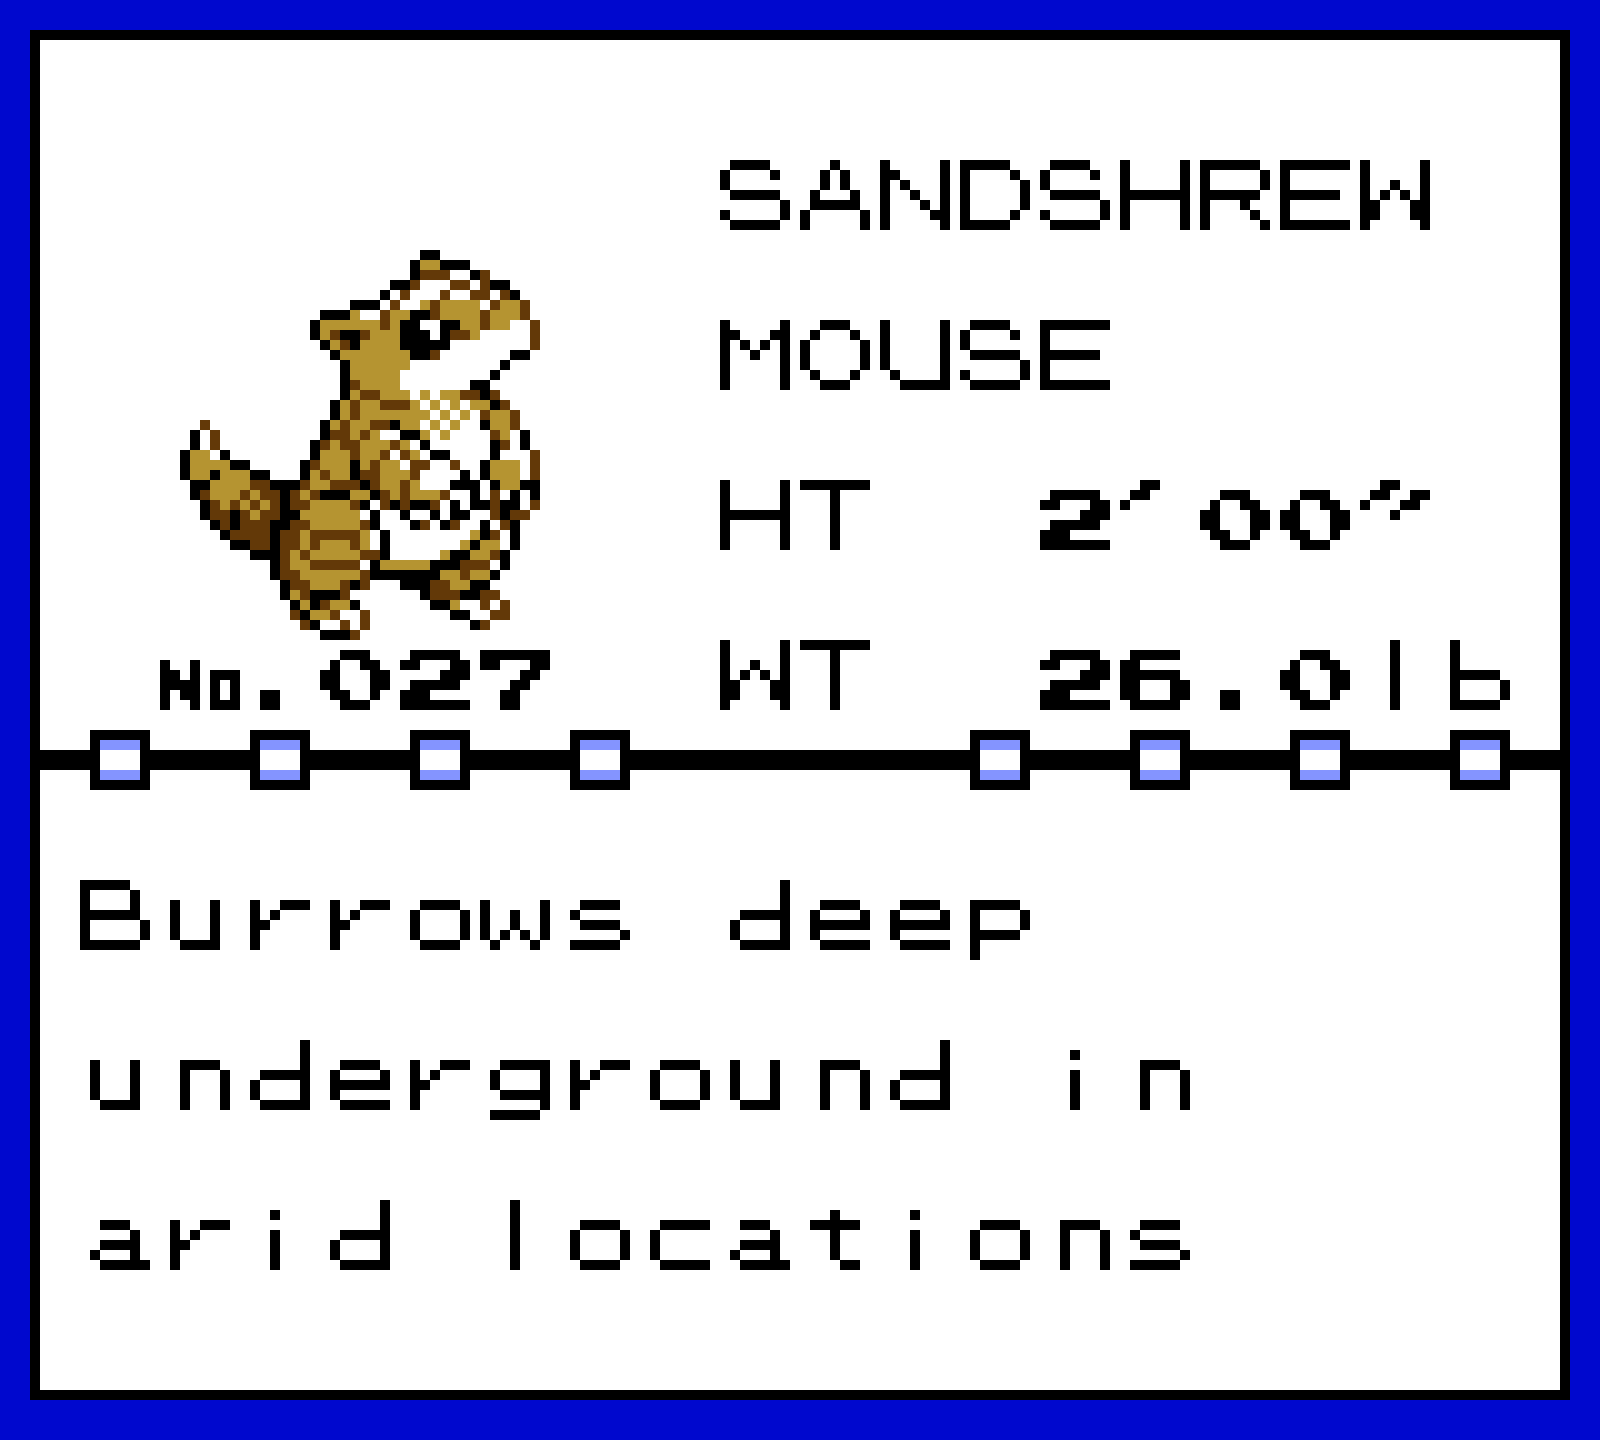 SANDSHREW
MOUSE
HT 2′00″
WT 26.0lb
No.027
Burrows deep
underground in
arid locations